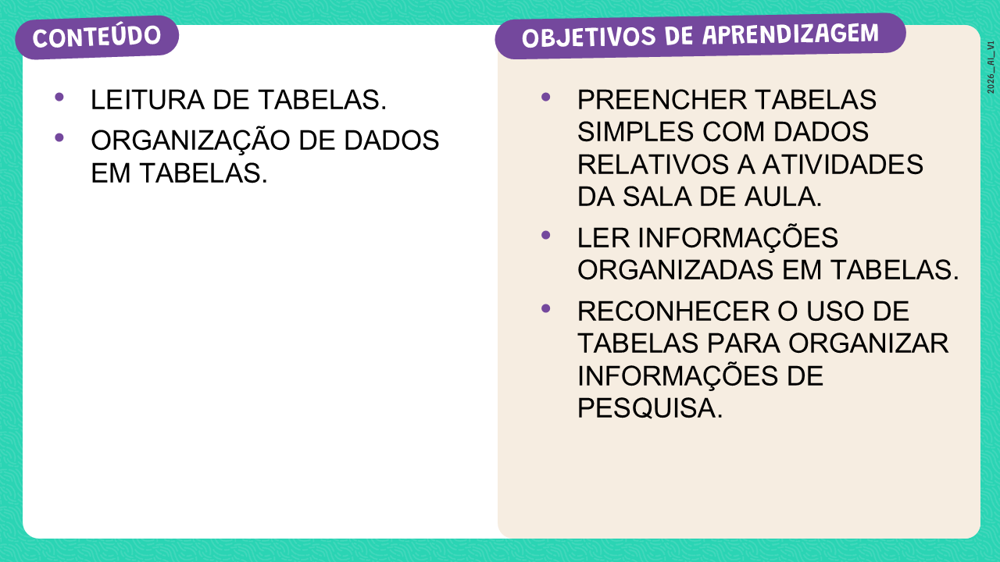 CONTEÚDO
• LEITURA DE TABELAS.
• ORGANIZAÇÃO DE DADOS
EM TABELAS.
OBJETIVOS DE APRENDIZAGEM
• PREENCHER TABELAS
SIMPLES COM DADOS
RELATIVOS A ATIVIDADES
DA SALA DE AULA.
• LER INFORMAÇÕES
ORGANIZADAS EM TABELAS.
• RECONHECER O USO DE
TABELAS PARA ORGANIZAR
INFORMAÇÕES DE
PESQUISA.
2026_AI_V1